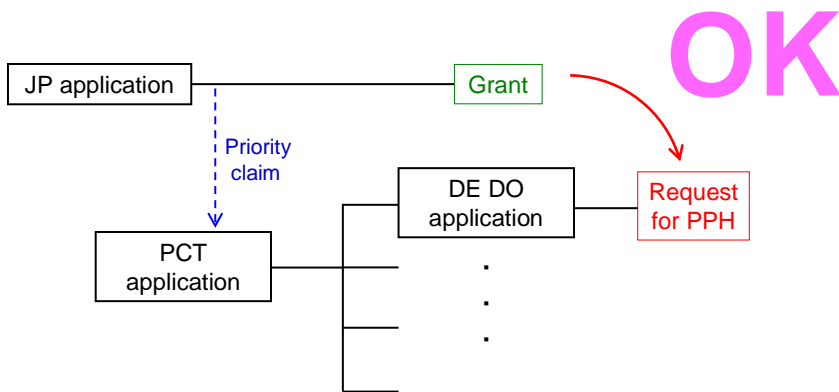 OK
JP application
Grant
Priority
claim
DE DO
application
Request
for PPH
PCT
application